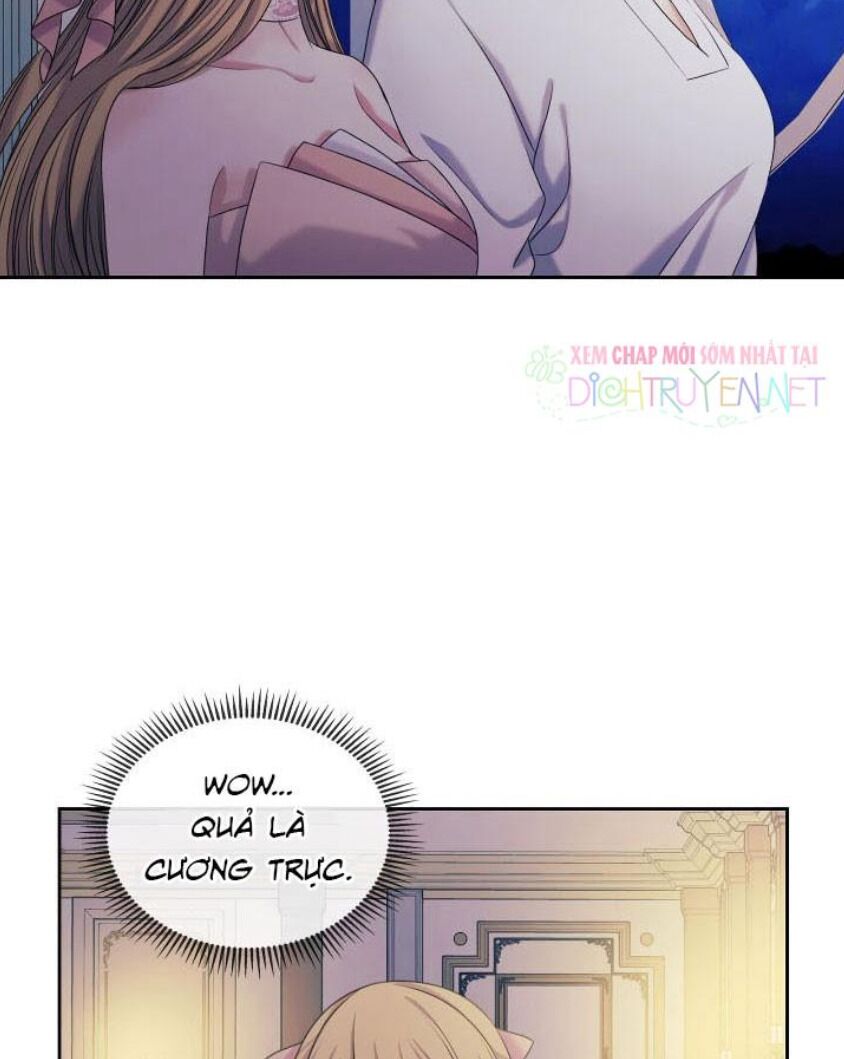 XEM CHAP MỚI SỚM NHẤT TẠI
DICHTRUYEN.NET
WOW...
QUẢ LÀ
CƯƠNG TRỰC.